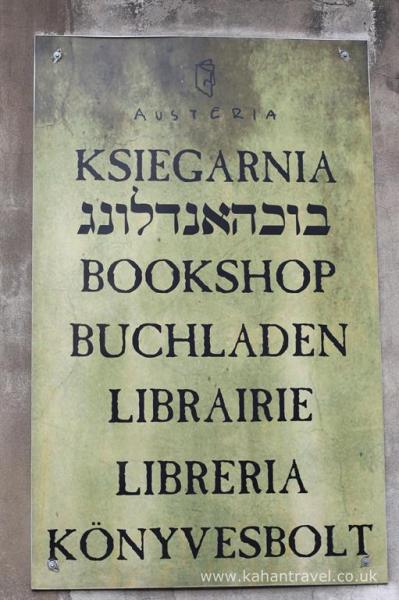 AUSTERIA
KSIEGARNIA
בוכהאנדלונג
BOOKSHOP
BUCHLADEN
LIBRAIRIE
LIBRERIA
KÖNYVESBOLT
www.kahantravel.co.uk